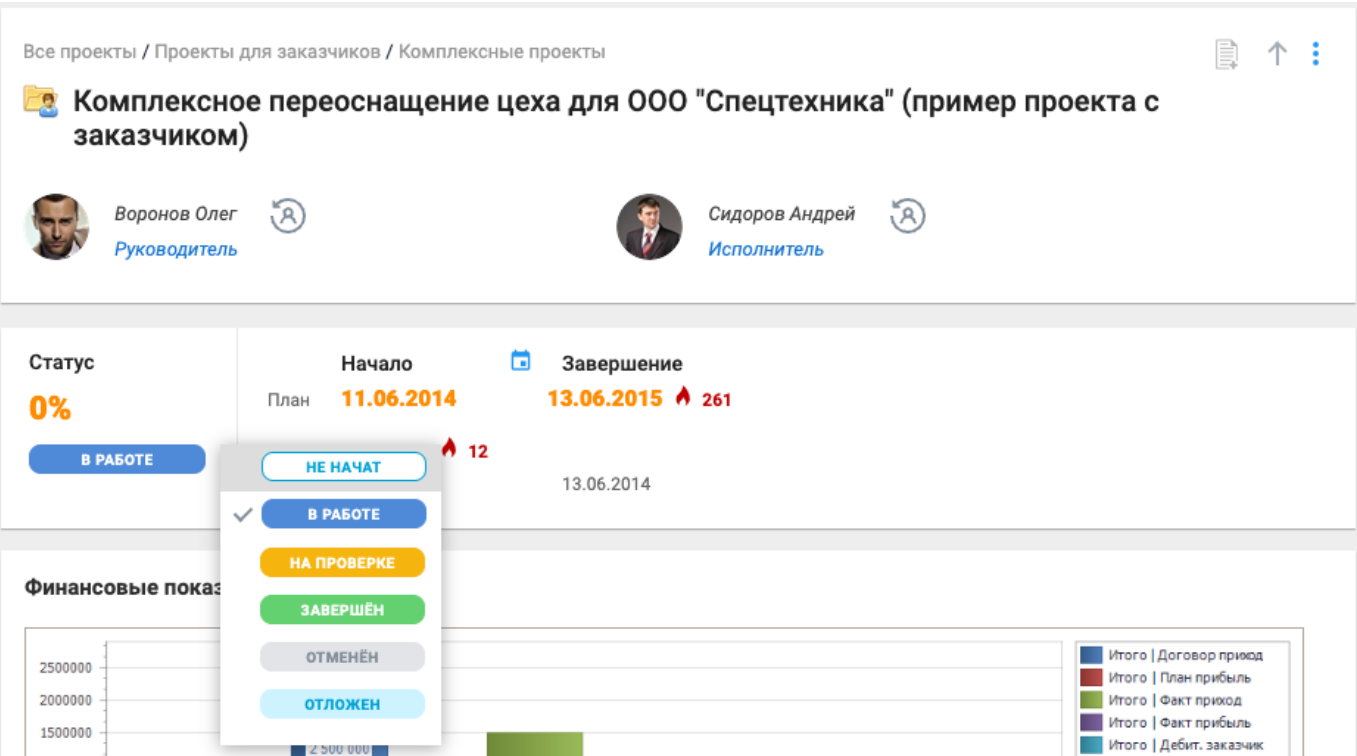 Все проекты / Проекты для заказчиков / Комплексные проекты
Комплексное переоснащение цеха для ООО "Спецтехника" (пример проекта с
заказчиком)
Воронов Олег
Руководитель
Сидоров Андрей
Исполнитель
Статус
0%
В РАБОТЕ
Начало
Завершение
План 11.06.2014 13.06.2015 261
12
13.06.2014
НЕ НАЧАТ
В РАБОТЕ
НА ПРОВЕРКЕ
ЗАВЕРШЁН
ОТМЕНЁН
ОТЛОЖЕН
Финансовые
2500000
2000000
1500000
2 500 000
Итого | Договор приход
Итого | План прибыль
Итого | Факт приход
Итого | Факт прибыль
Итого | Дебит. заказчик